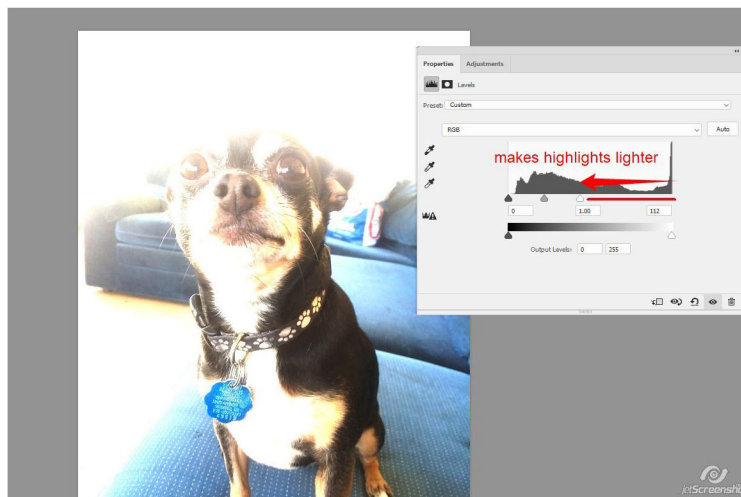 Properties Adjustments
Levels
Preset: Custom
RGB
Auto
makes highlights lighter
0 1.00 112
Output Levels: 0 255
jetScreenshot